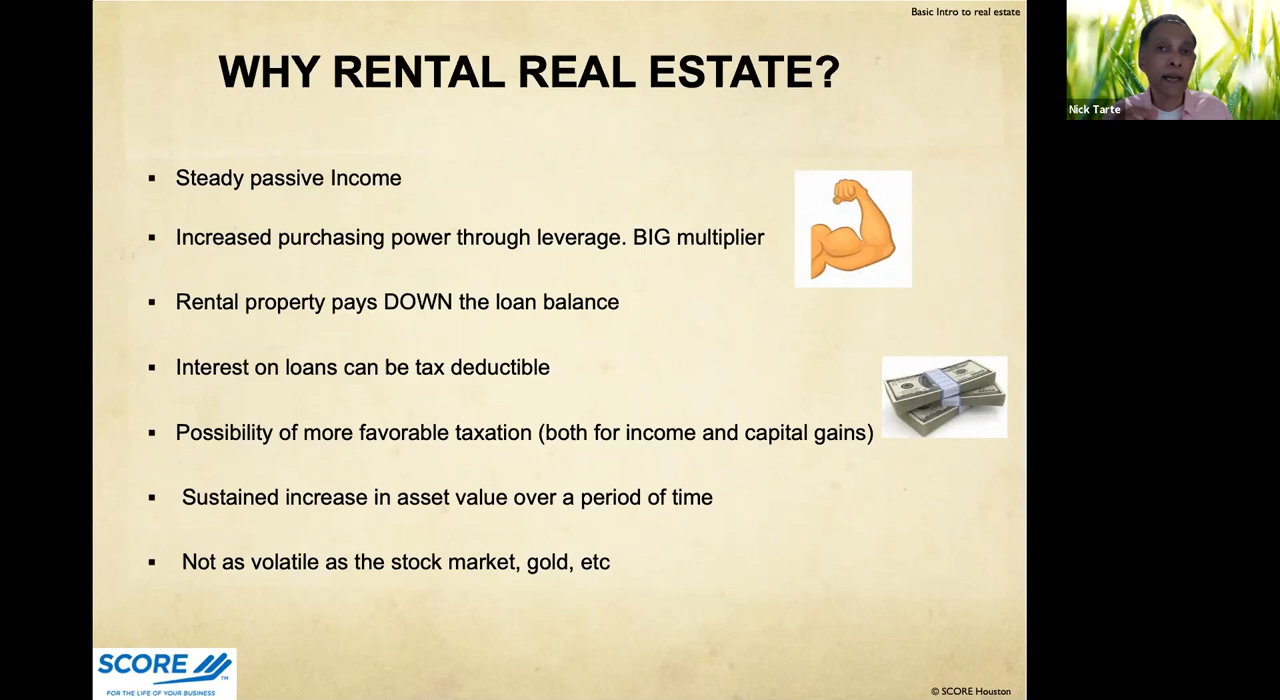 Basic Intro to real estate
WHY RENTAL REAL ESTATE?
▪ Steady passive Income
▪ Increased purchasing power through leverage. BIG multiplier
▪ Rental property pays DOWN the loan balance
▪ Interest on loans can be tax deductible
▪ Possibility of more favorable taxation (both for income and capital gains)
▪ Sustained increase in asset value over a period of time
▪ Not as volatile as the stock market, gold, etc
SCORE TM
FOR THE LIFE OF YOUR BUSINESS
© SCORE Houston
Nick Tarte